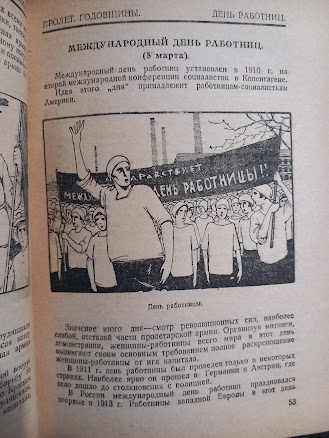 ПРОЛЕТ. ГОДОВЩИНЫ. ДЕНЬ РАБОТНИЦ.
МЕЖДУНАРОДНЫЙ ДЕНЬ РАБОТНИЦ.
(8 марта).
Международный день работниц установлен в 1910 г. на
второй международной конференции социалисток в Копенгагене.
Идея этого „дня“ принадлежит работницам-социалисткам
Америки.
ЗДРАВСТВУЕТ
ДЕНЬ РАБОТНИЦЫ!!
День работниц.
Значение этого дня—смотр революционных сил, наиболее
слабой, отсталой части пролетарской армии. Организуя митинги,
демонстрации, женщины-работницы всего мира в этот день
выдвигают своим основным требованием полное раскрепощение
женщины-работницы от ига капитала.
В 1911 г. день работницы был проведен только в некоторых
странах. Наиболее ярко он прошел в Германии и Австрии, где
дело дошло до столкновения с полицией.
В России международный день работниц праздновался
впервые в 1913 г. Работницы западной Европы в этот день
53